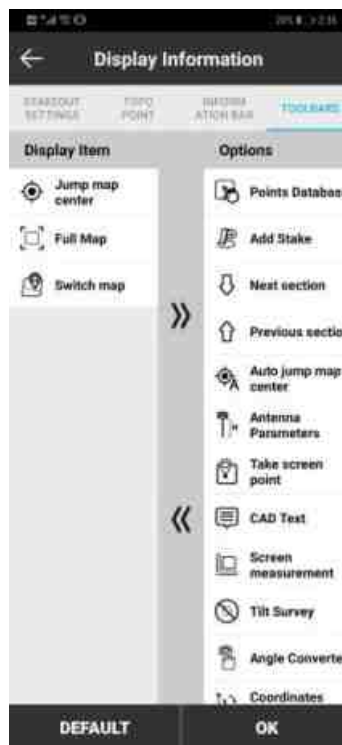 Display Information
STAKEOUT
SETTINGS
TOPO
POINT
INFORM
ATION BAR
TOOLBARS
Display Item
Options
Jump map
center
Full Map
Switch map
Points Databas
Add Stake
Next section
Previous sectio
Auto jump map
center
Antenna
Parameters
Take screen
point
CAD Text
Screen
measurement
Tilt Survey
Angle Converte
Coordinates
DEFAULT
OK